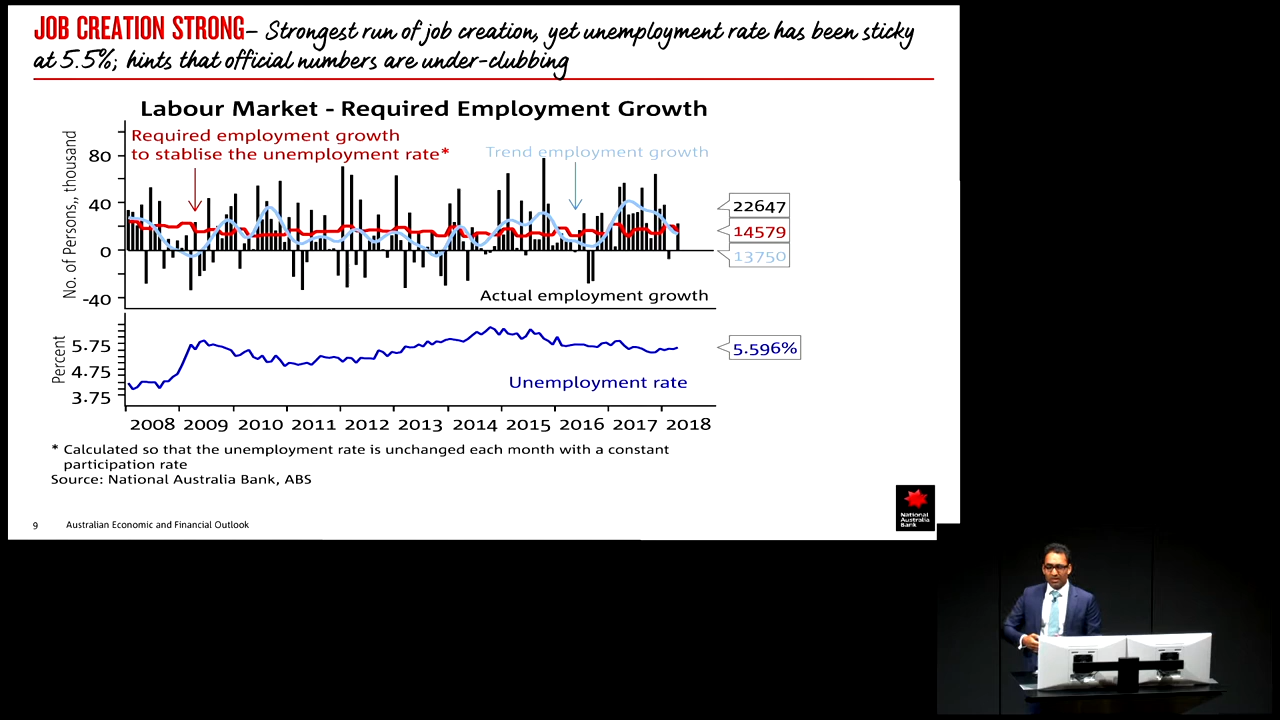 JOB CREATION STRONG– Strongest run of job creation, yet unemployment rate has been sticky
at 5.5%; hints that official numbers are under-clubbing
Labour Market - Required Employment Growth
Required employment growth
to stablise the unemployment rate*
Trend employment growth
No. of Persons,, thousand
80
40
0
-40
22647
14579
13750
Actual employment growth
Percent
5.75
4.75
3.75
5.596%
Unemployment rate
2008 2009 2010 2011 2012 2013 2014 2015 2016 2017 2018
* Calculated so that the unemployment rate is unchanged each month with a constant
participation rate
Source: National Australia Bank, ABS
National
Australia
Bank
9 Australian Economic and Financial Outlook